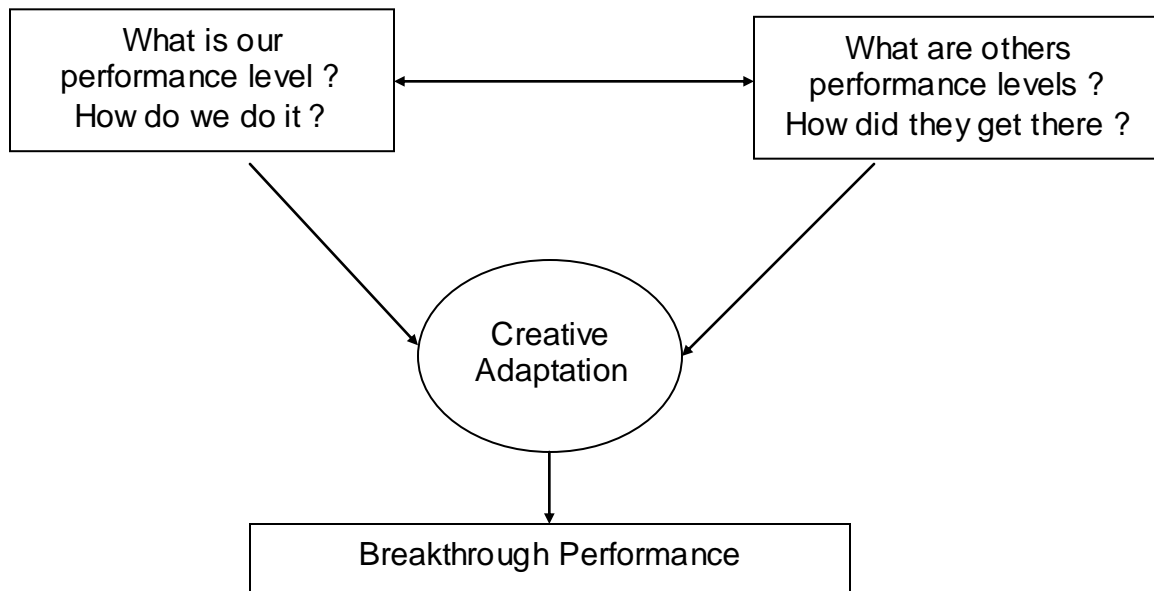 What is our
performance level ?
How do we do it ?
What are others
performance levels ?
How did they get there ?
Creative
Adaptation
Breakthrough Performance